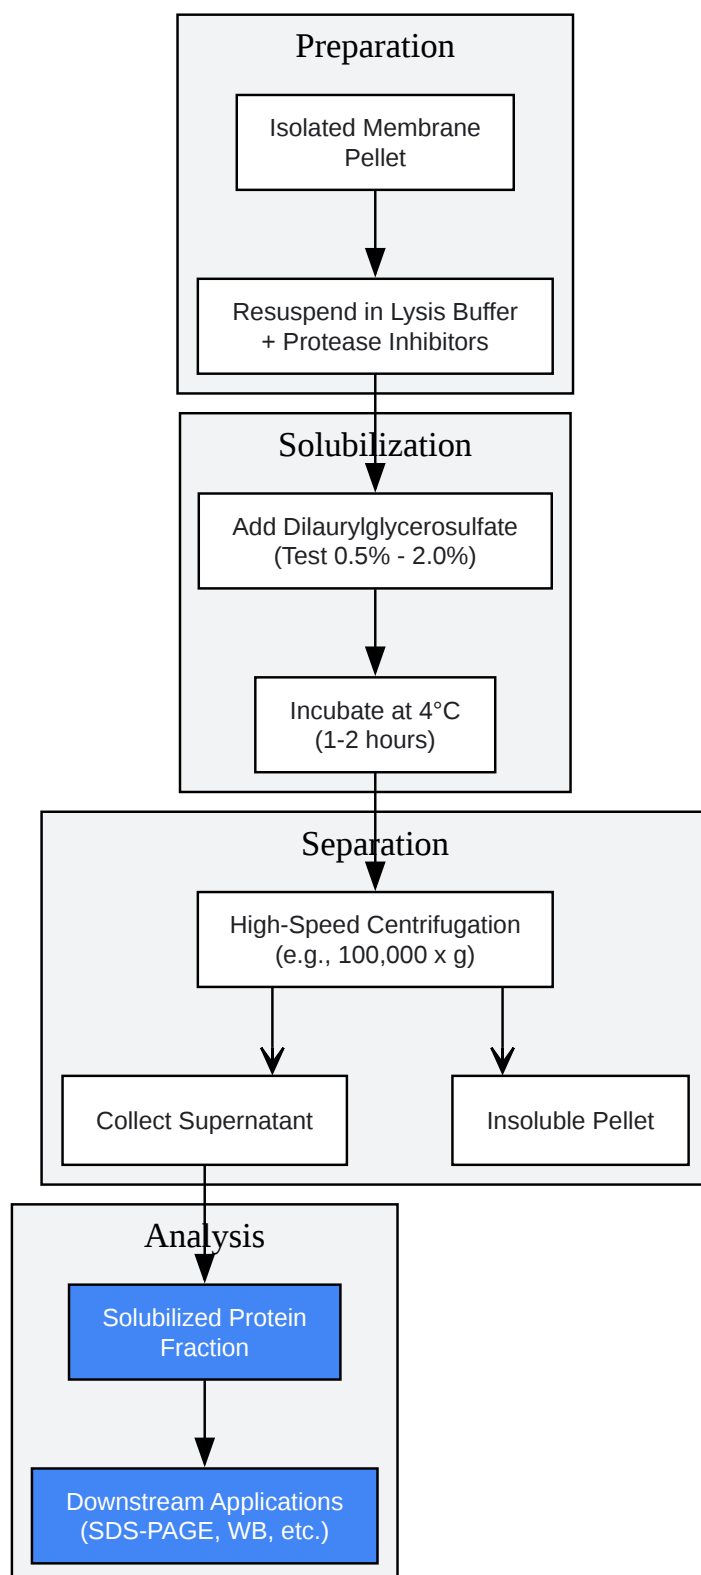 Preparation
Isolated Membrane
Pellet
Resuspend in Lysis Buffer
+ Protease Inhibitors
Solubilization
Add Dilaurylglycerosulfate
(Test 0.5% - 2.0%)
Incubate at 4°C
(1-2 hours)
Separation
High-Speed Centrifugation
(e.g., 100,000 x g)
Collect Supernatant
Insoluble Pellet
Analysis
Solubilized Protein
Fraction
Downstream Applications
(SDS-PAGE, WB, etc.)